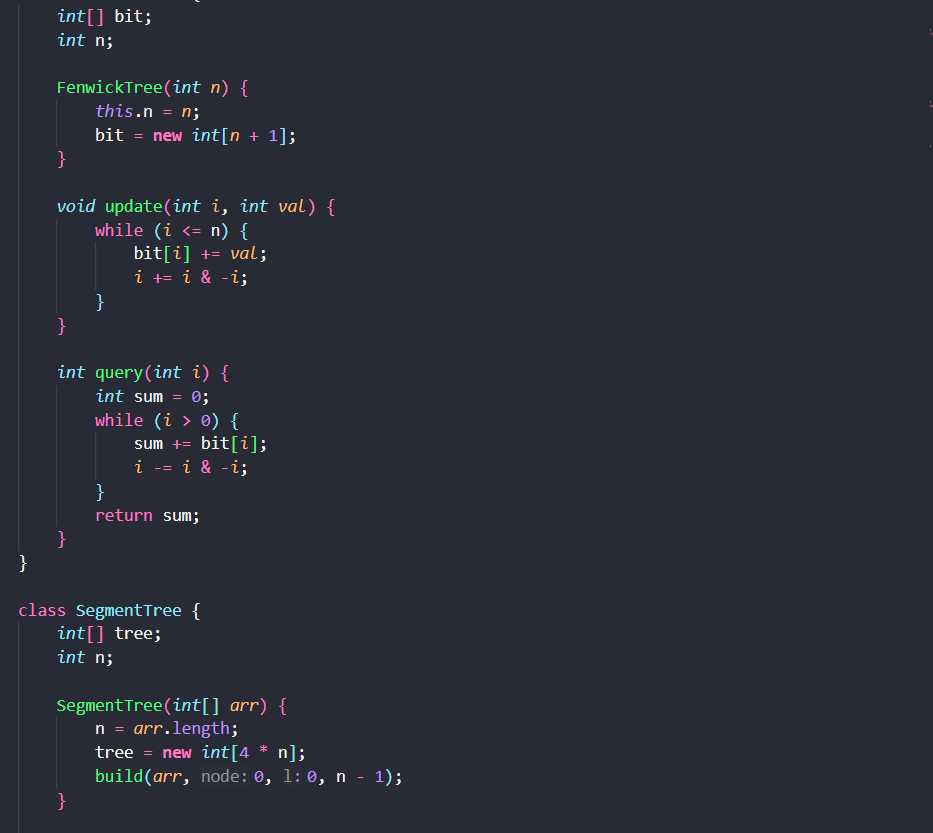 int[] bit;
int n;
FenwickTree(int n) {
this.n = n;
bit = new int[n + 1];
}
void update(int i, int val) {
while (i <= n) {
bit[i] += val;
i += i & -i;
}
}
int query(int i) {
int sum = 0;
while (i > 0) {
sum += bit[i];
i -= i & -i;
}
return sum;
}
}
class SegmentTree {
int[] tree;
int n;
SegmentTree(int[] arr) {
n = arr.length;
tree = new int[4 * n];
build(arr, node: 0, l: 0, n - 1);
}